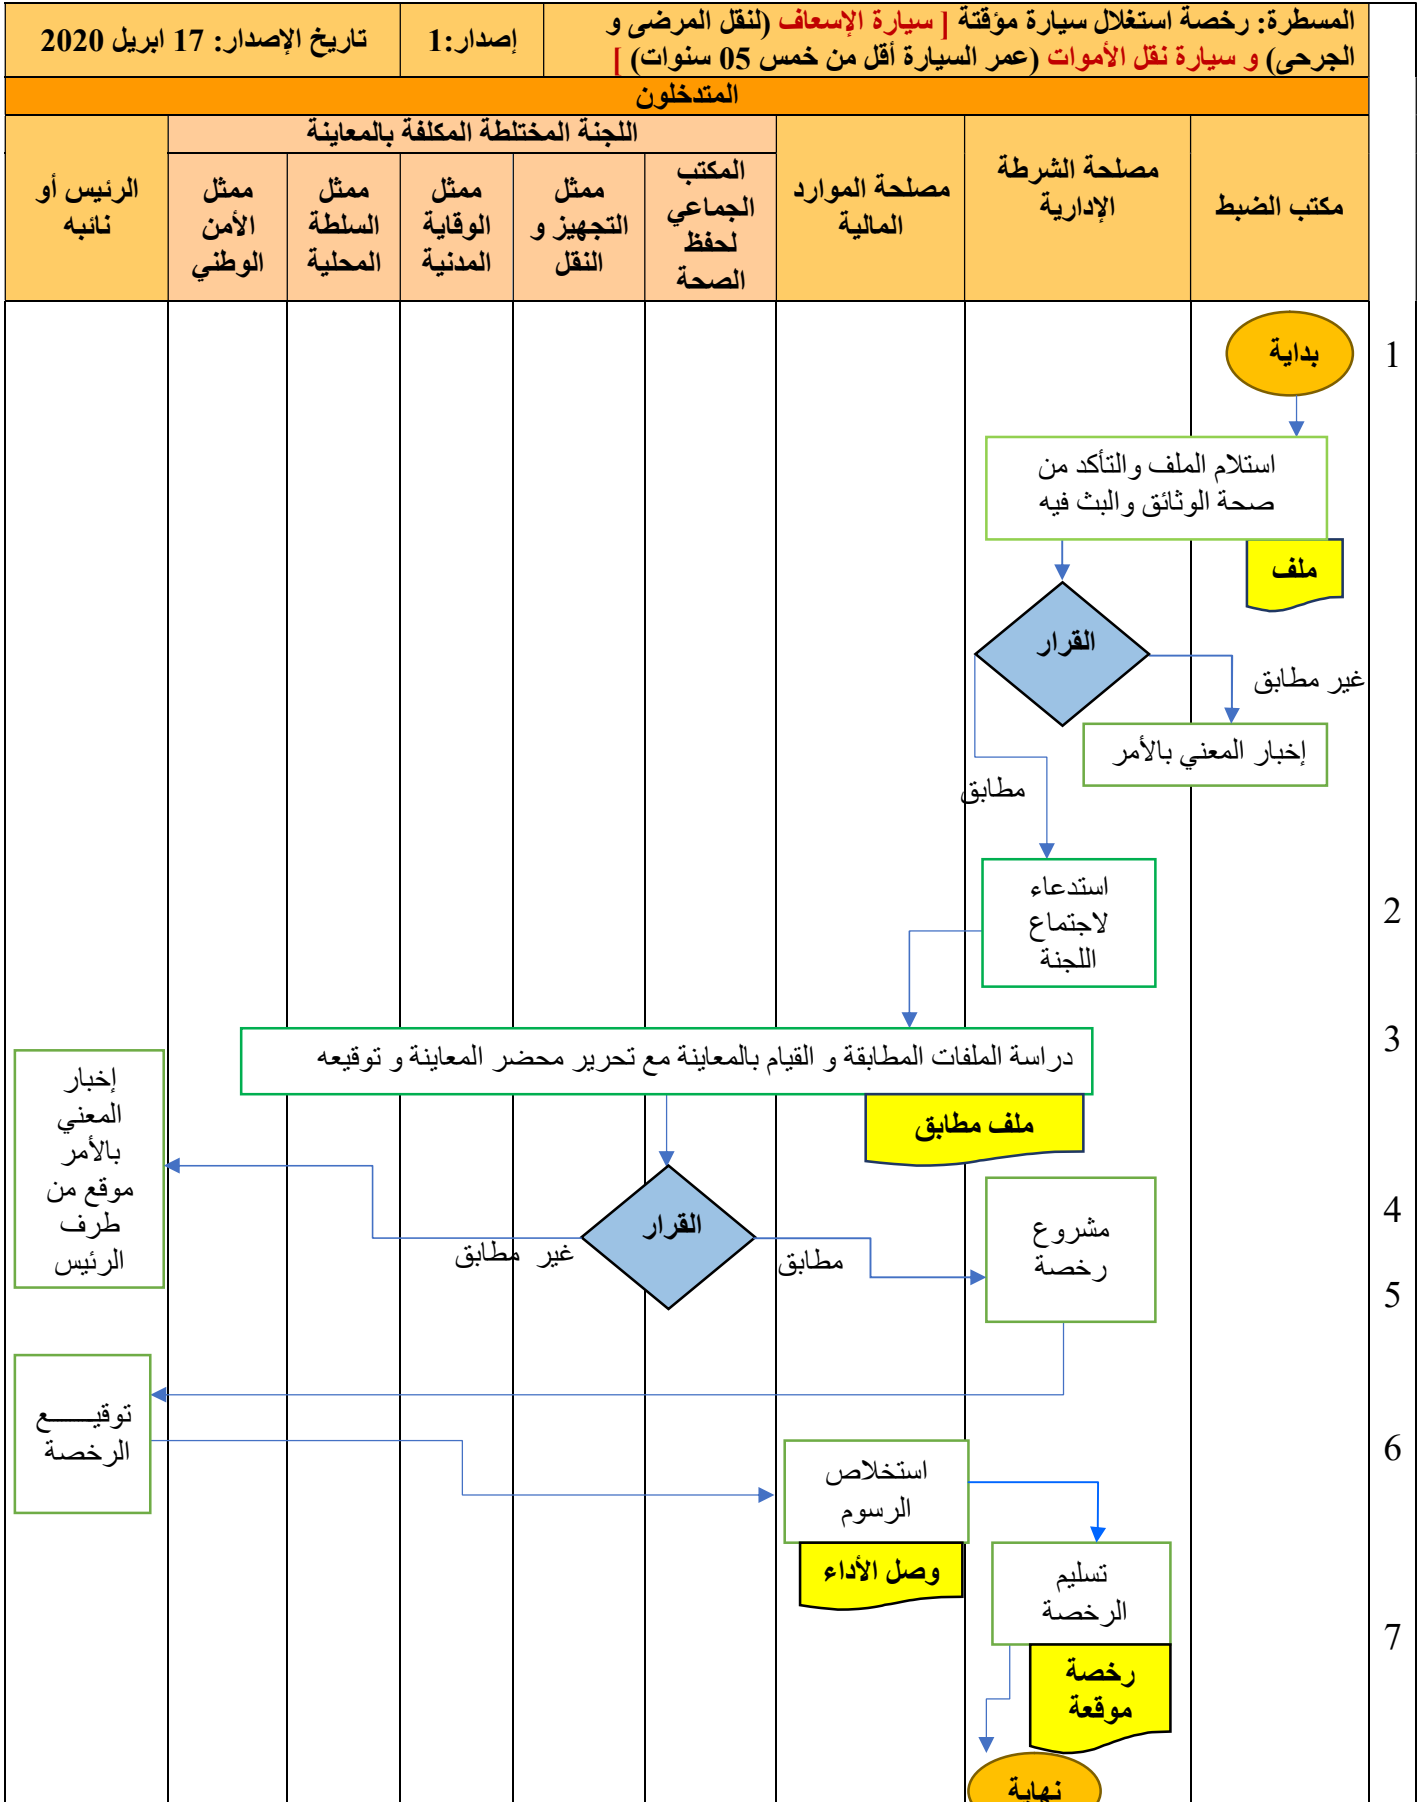 المسطرة: رخصة استغلال سيارة مؤقتة [ سيارة الإسعاف (لنقل المرضى و
الجرحى) و سيارة نقل الأموات (عمر السيارة أقل من خمس 05 سنوات) ]
إصدار:1
تاريخ الإصدار: 17 ابريل 2020
المتدخلون
مكتب الضبط
مصلحة الشرطة
الإدارية
مصلحة الموارد
المالية
اللجنة المختلطة المكلفة بالمعاينة
المكتب
الجماعي
لحفظ
الصحة
ممثل
التجهيز و
النقل
ممثل
الوقاية
المدنية
ممثل
السلطة
المحلية
ممثل
الأمن
الوطني
الرئيس أو
نائبه
1
بداية
استلام الملف والتأكد من
صحة الوثائق والبث فيه
ملف
القرار
غير مطابق
إخبار المعني بالأمر
مطابق
2
استدعاء
لاجتماع
اللجنة
3
دراسة الملفات المطابقة و القيام بالمعاينة مع تحرير محضر المعاينة و توقيعه
ملف مطابق
إخبار
المعني
بالأمر
موقع من
طرف
الرئيس
4
القرار
مطابق
غير مطابق
مشروع
رخصة
5
توقيـــــــع
الرخصة
6
استخلاص
الرسوم
وصل الأداء
تسليم
الرخصة
7
رخصة
موقعة
نهاية